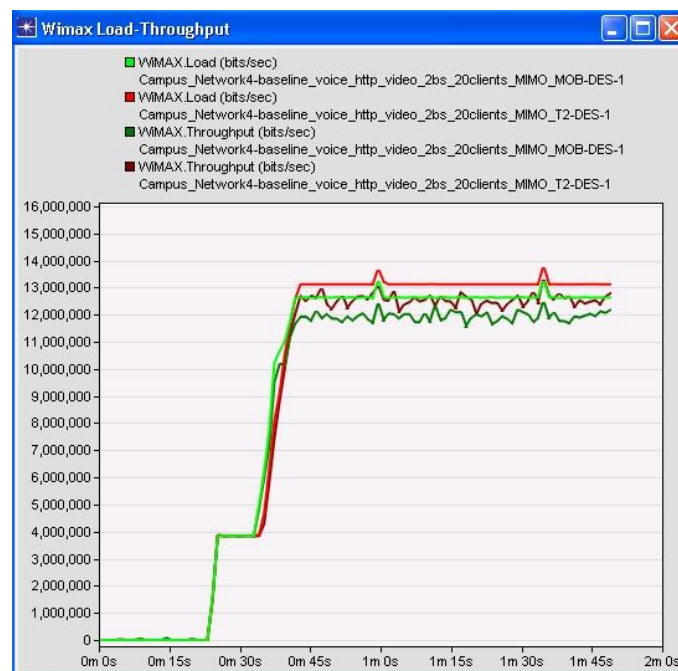 Wimax Load-Throughput
WiMAX.Load (bits/sec)
Campus_Network4-baseline_voice_http_video_2bs_20clients_MIMO_MOB-DES-1
WiMAX.Load (bits/sec)
Campus_Network4-baseline_voice_http_video_2bs_20clients_MIMO_T2-DES-1
WiMAX.Throughput (bits/sec)
Campus_Network4-baseline_voice_http_video_2bs_20clients_MIMO_MOB-DES-1
WiMAX.Throughput (bits/sec)
Campus_Network4-baseline_voice_http_video_2bs_20clients_MIMO_T2-DES-1
16,000,000
15,000,000
14,000,000
13,000,000
12,000,000
11,000,000
10,000,000
9,000,000
8,000,000
7,000,000
6,000,000
5,000,000
4,000,000
3,000,000
2,000,000
1,000,000
0
0m 0s 0m 15s 0m 30s 0m 45s 1m 0s 1m 15s 1m 30s 1m 45s 2m 0s